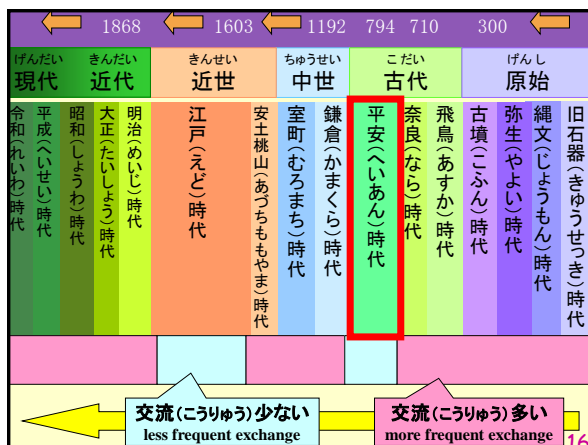 1868 1603 1192 794 710 300
げんだい きんだい きんせい ちゅうせい こだい げんし
現代 近代 近世 中世 古代 原始
旧石器(きゅうせっき)時代
縄文(じょうもん)時代
弥生(やよい)時代
古墳(こふん)時代
飛鳥(あすか)時代
奈良(なら)時代
平安(へいあん)時代
鎌倉(かまくら)時代
室町(むろまち)時代
安土桃山(あづちももやま)時代
江戸(えど)時代
明治(めいじ)時代
大正(たいしょう)時代
昭和(しょうわ)時代
平成(へいせい)時代
令和(れいわ)時代
交流(こうりゅう)少ない
less frequent exchange
交流(こうりゅう)多い
more frequent exchange
16